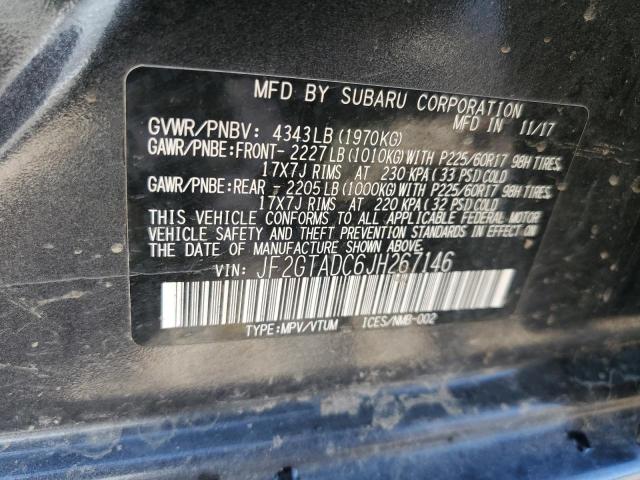 MFD BY SUBARU CORPORATION
MFD IN 11/17
GVWR/PNBV: 4343LB (1970KG)
GAWR/PNBE:FRONT- 2227LB (1010KG) WITH P225/60R17 98H TIRES,
17X7J RIMS AT 230 KPA (33 PSI) COLD
GAWR/PNBE:REAR - 2205LB (1000KG) WITH P225/60R17 98H TIRES,
17X7J RIMS AT 220 KPA (32 PSI) COLD
THIS VEHICLE CONFORMS TO ALL APPLICABLE FEDERAL MOTOR
VEHICLE SAFETY AND THEFT PREVENTION STANDARDS IN EFFECT ON
THE DATE OF MANUFACTURE SHOWN ABOVE.
VIN: JF2GTADC6JH267146
TYPE:MPV/VTUM ICES/NMB-002